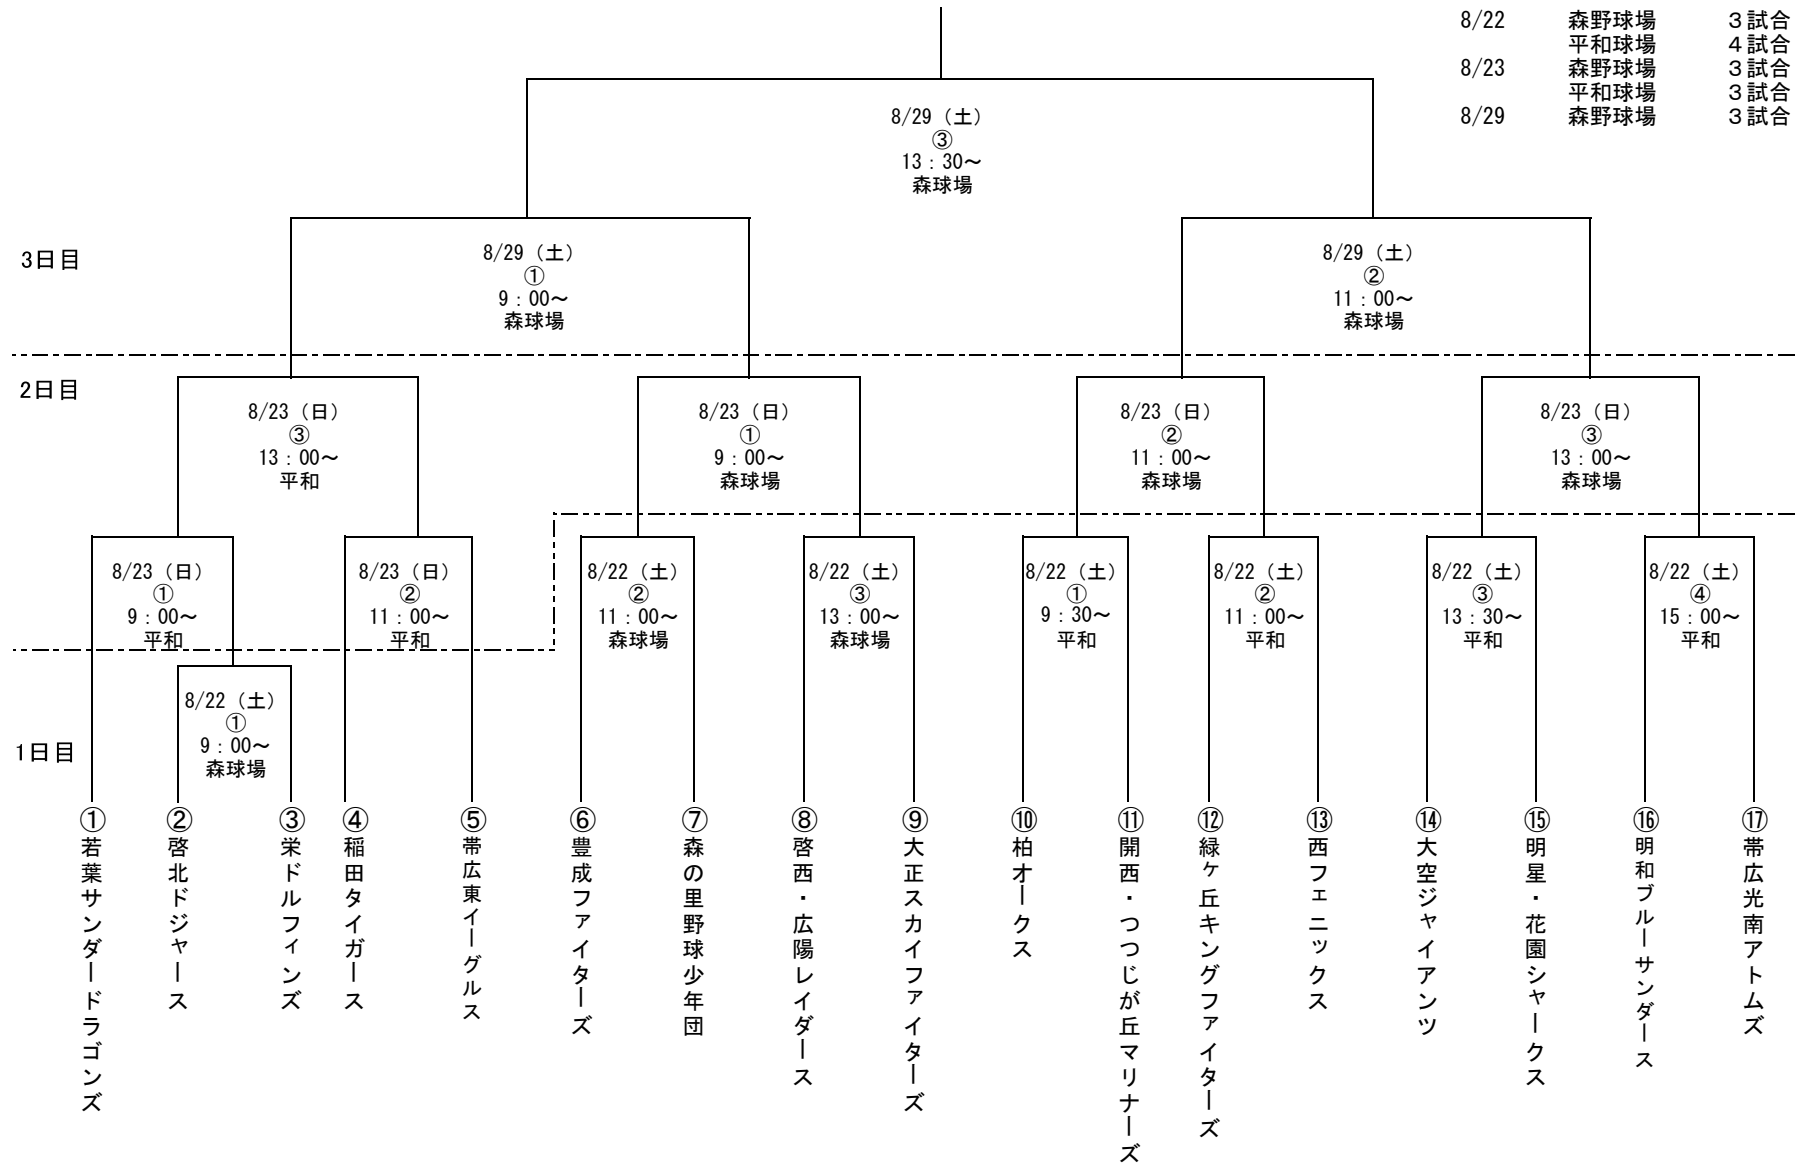 8/22 森野球場 3試合
平和球場 4試合
8/23 森野球場 3試合
平和球場 3試合
8/29 森野球場 3試合
8/29（土）
③
13：30～
森球場
3日目
8/29（土）
①
9：00～
森球場
8/29（土）
②
11：00～
森球場
2日目
8/23（日）
③
13：00～
平和
8/23（日）
①
9：00～
森球場
8/23（日）
②
11：00～
森球場
8/23（日）
③
13：00～
森球場
8/23（日）
①
9：00～
平和
8/23（日）
②
11：00～
平和
8/22（土）
②
11：00～
森球場
8/22（土）
③
13：00～
森球場
8/22（土）
①
9：30～
平和
8/22（土）
②
11：00～
平和
8/22（土）
③
13：30～
平和
8/22（土）
④
15：00～
平和
1日目
8/22（土）
①
9：00～
森球場
①若葉サンダードラゴンズ
②啓北ドジャース
③栄ドルフィンズ
④稲田タイガース
⑤帯広東イーグルス
⑥豊成ファイターズ
⑦森の里野球少年団
⑧啓西・広陽レイダース
⑨大正スカイファイターズ
⑩柏オークス
⑪開西・つつじが丘マリナーズ
⑫緑ヶ丘キングファイターズ
⑬西フェニックス
⑭大空ジャイアンツ
⑮明星・花園シャークス
⑯明和ブルーサンダース
⑰帯広光南アトムズ